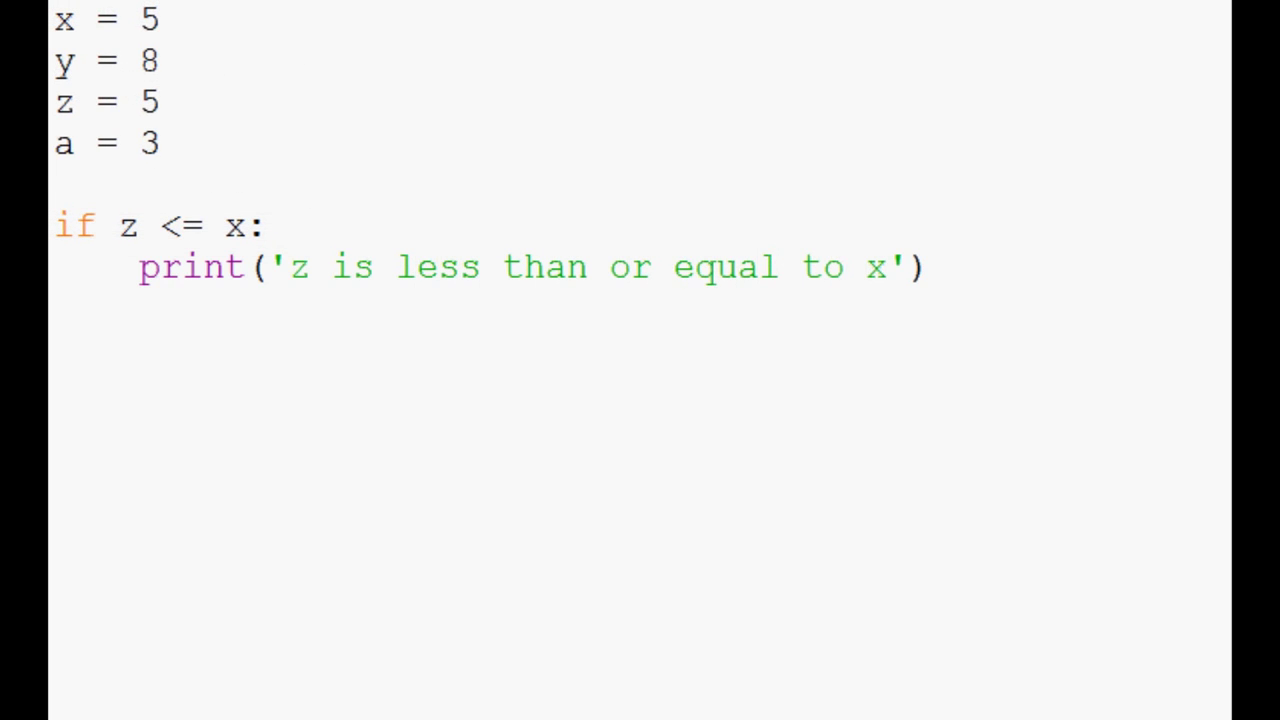 x = 5
y = 8
z = 5
a = 3
if z <= x:
    print('z is less than or equal to x')